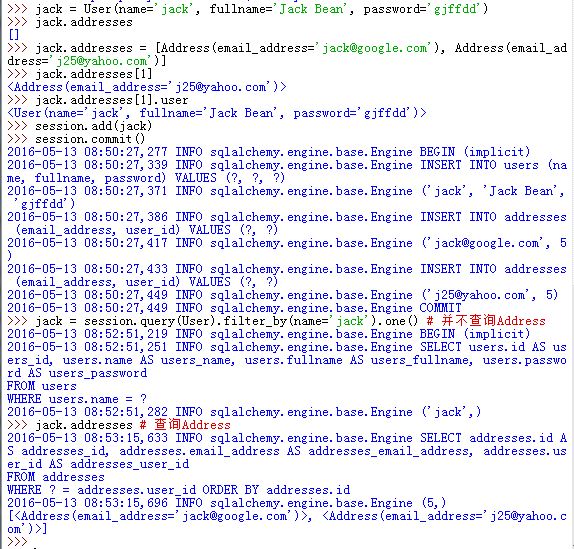 >>> jack = User(name='jack', fullname='Jack Bean', password='gjffdd')
>>> jack.addresses
[]
>>> jack.addresses = [Address(email_address='jack@google.com'), Address(email_ad
dress='j25@yahoo.com')]
>>> jack.addresses[1]
<Address(email_address='j25@yahoo.com')>
>>> jack.addresses[1].user
<User(name='jack', fullname='Jack Bean', password='gjffdd')>
>>> session.add(jack)
>>> session.commit()
2016-05-13 08:50:27,277 INFO sqlalchemy.engine.base.Engine BEGIN (implicit)
2016-05-13 08:50:27,339 INFO sqlalchemy.engine.base.Engine INSERT INTO users (na
me, fullname, password) VALUES (?, ?, ?)
2016-05-13 08:50:27,371 INFO sqlalchemy.engine.base.Engine ('jack', 'Jack Bean',
 'gjffdd')
2016-05-13 08:50:27,386 INFO sqlalchemy.engine.base.Engine INSERT INTO addresses
 (email_address, user_id) VALUES (?, ?)
2016-05-13 08:50:27,417 INFO sqlalchemy.engine.base.Engine ('jack@google.com', 5
)
2016-05-13 08:50:27,433 INFO sqlalchemy.engine.base.Engine INSERT INTO addresses
 (email_address, user_id) VALUES (?, ?)
2016-05-13 08:50:27,449 INFO sqlalchemy.engine.base.Engine ('j25@yahoo.com', 5)
2016-05-13 08:50:27,449 INFO sqlalchemy.engine.base.Engine COMMIT
>>> jack = session.query(User).filter_by(name='jack').one() # 并不查询Address
2016-05-13 08:52:51,219 INFO sqlalchemy.engine.base.Engine BEGIN (implicit)
2016-05-13 08:52:51,251 INFO sqlalchemy.engine.base.Engine SELECT users.id AS us
ers_id, users.name AS users_name, users.fullname AS users_fullname, users.passwo
rd AS users_password
FROM users
WHERE users.name = ?
2016-05-13 08:52:51,282 INFO sqlalchemy.engine.base.Engine ('jack',)
>>> jack.addresses # 查询Address
2016-05-13 08:53:15,633 INFO sqlalchemy.engine.base.Engine SELECT addresses.id A
S addresses_id, addresses.email_address AS addresses_email_address, addresses.us
er_id AS addresses_user_id
FROM addresses
WHERE ? = addresses.user_id ORDER BY addresses.id
2016-05-13 08:53:15,696 INFO sqlalchemy.engine.base.Engine (5,)
[<Address(email_address='jack@google.com')>, <Address(email_address='j25@yahoo.c
om')>]
>>>